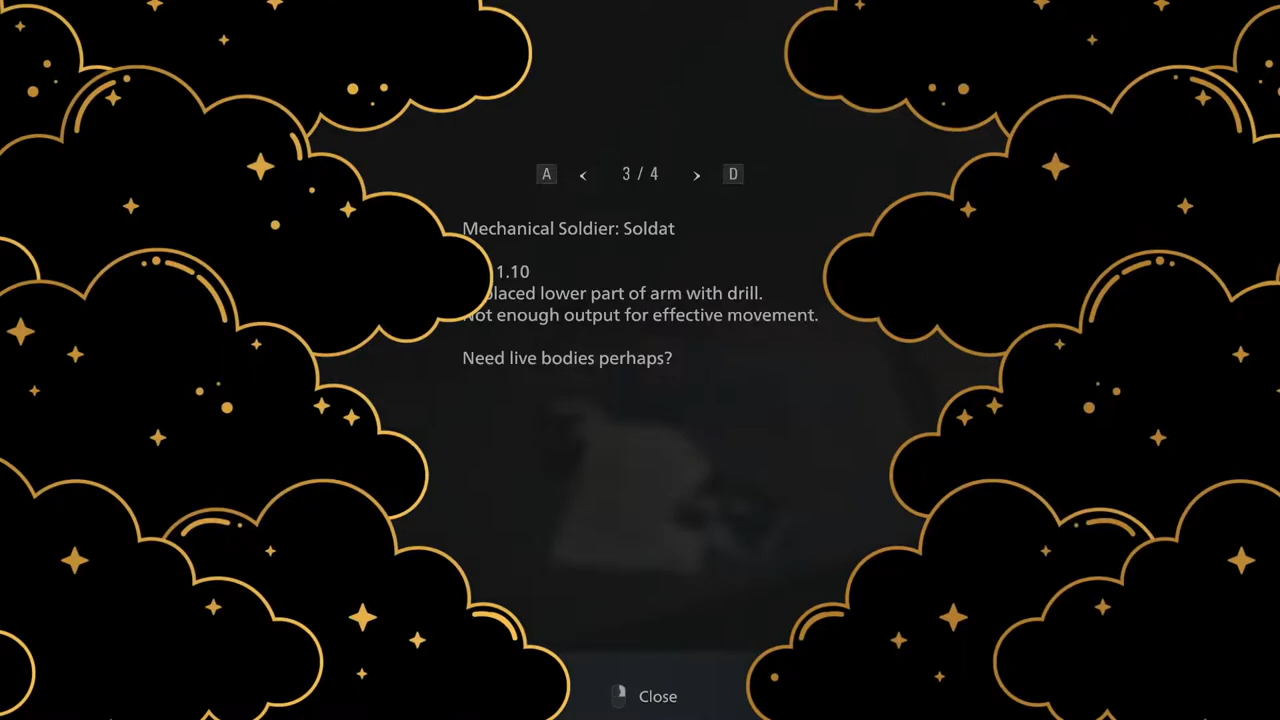 A < 3 / 4 > D
Mechanical Soldier: Soldat
1.10
placed lower part of arm with drill.
Not enough output for effective movement.
Need live bodies perhaps?
Close